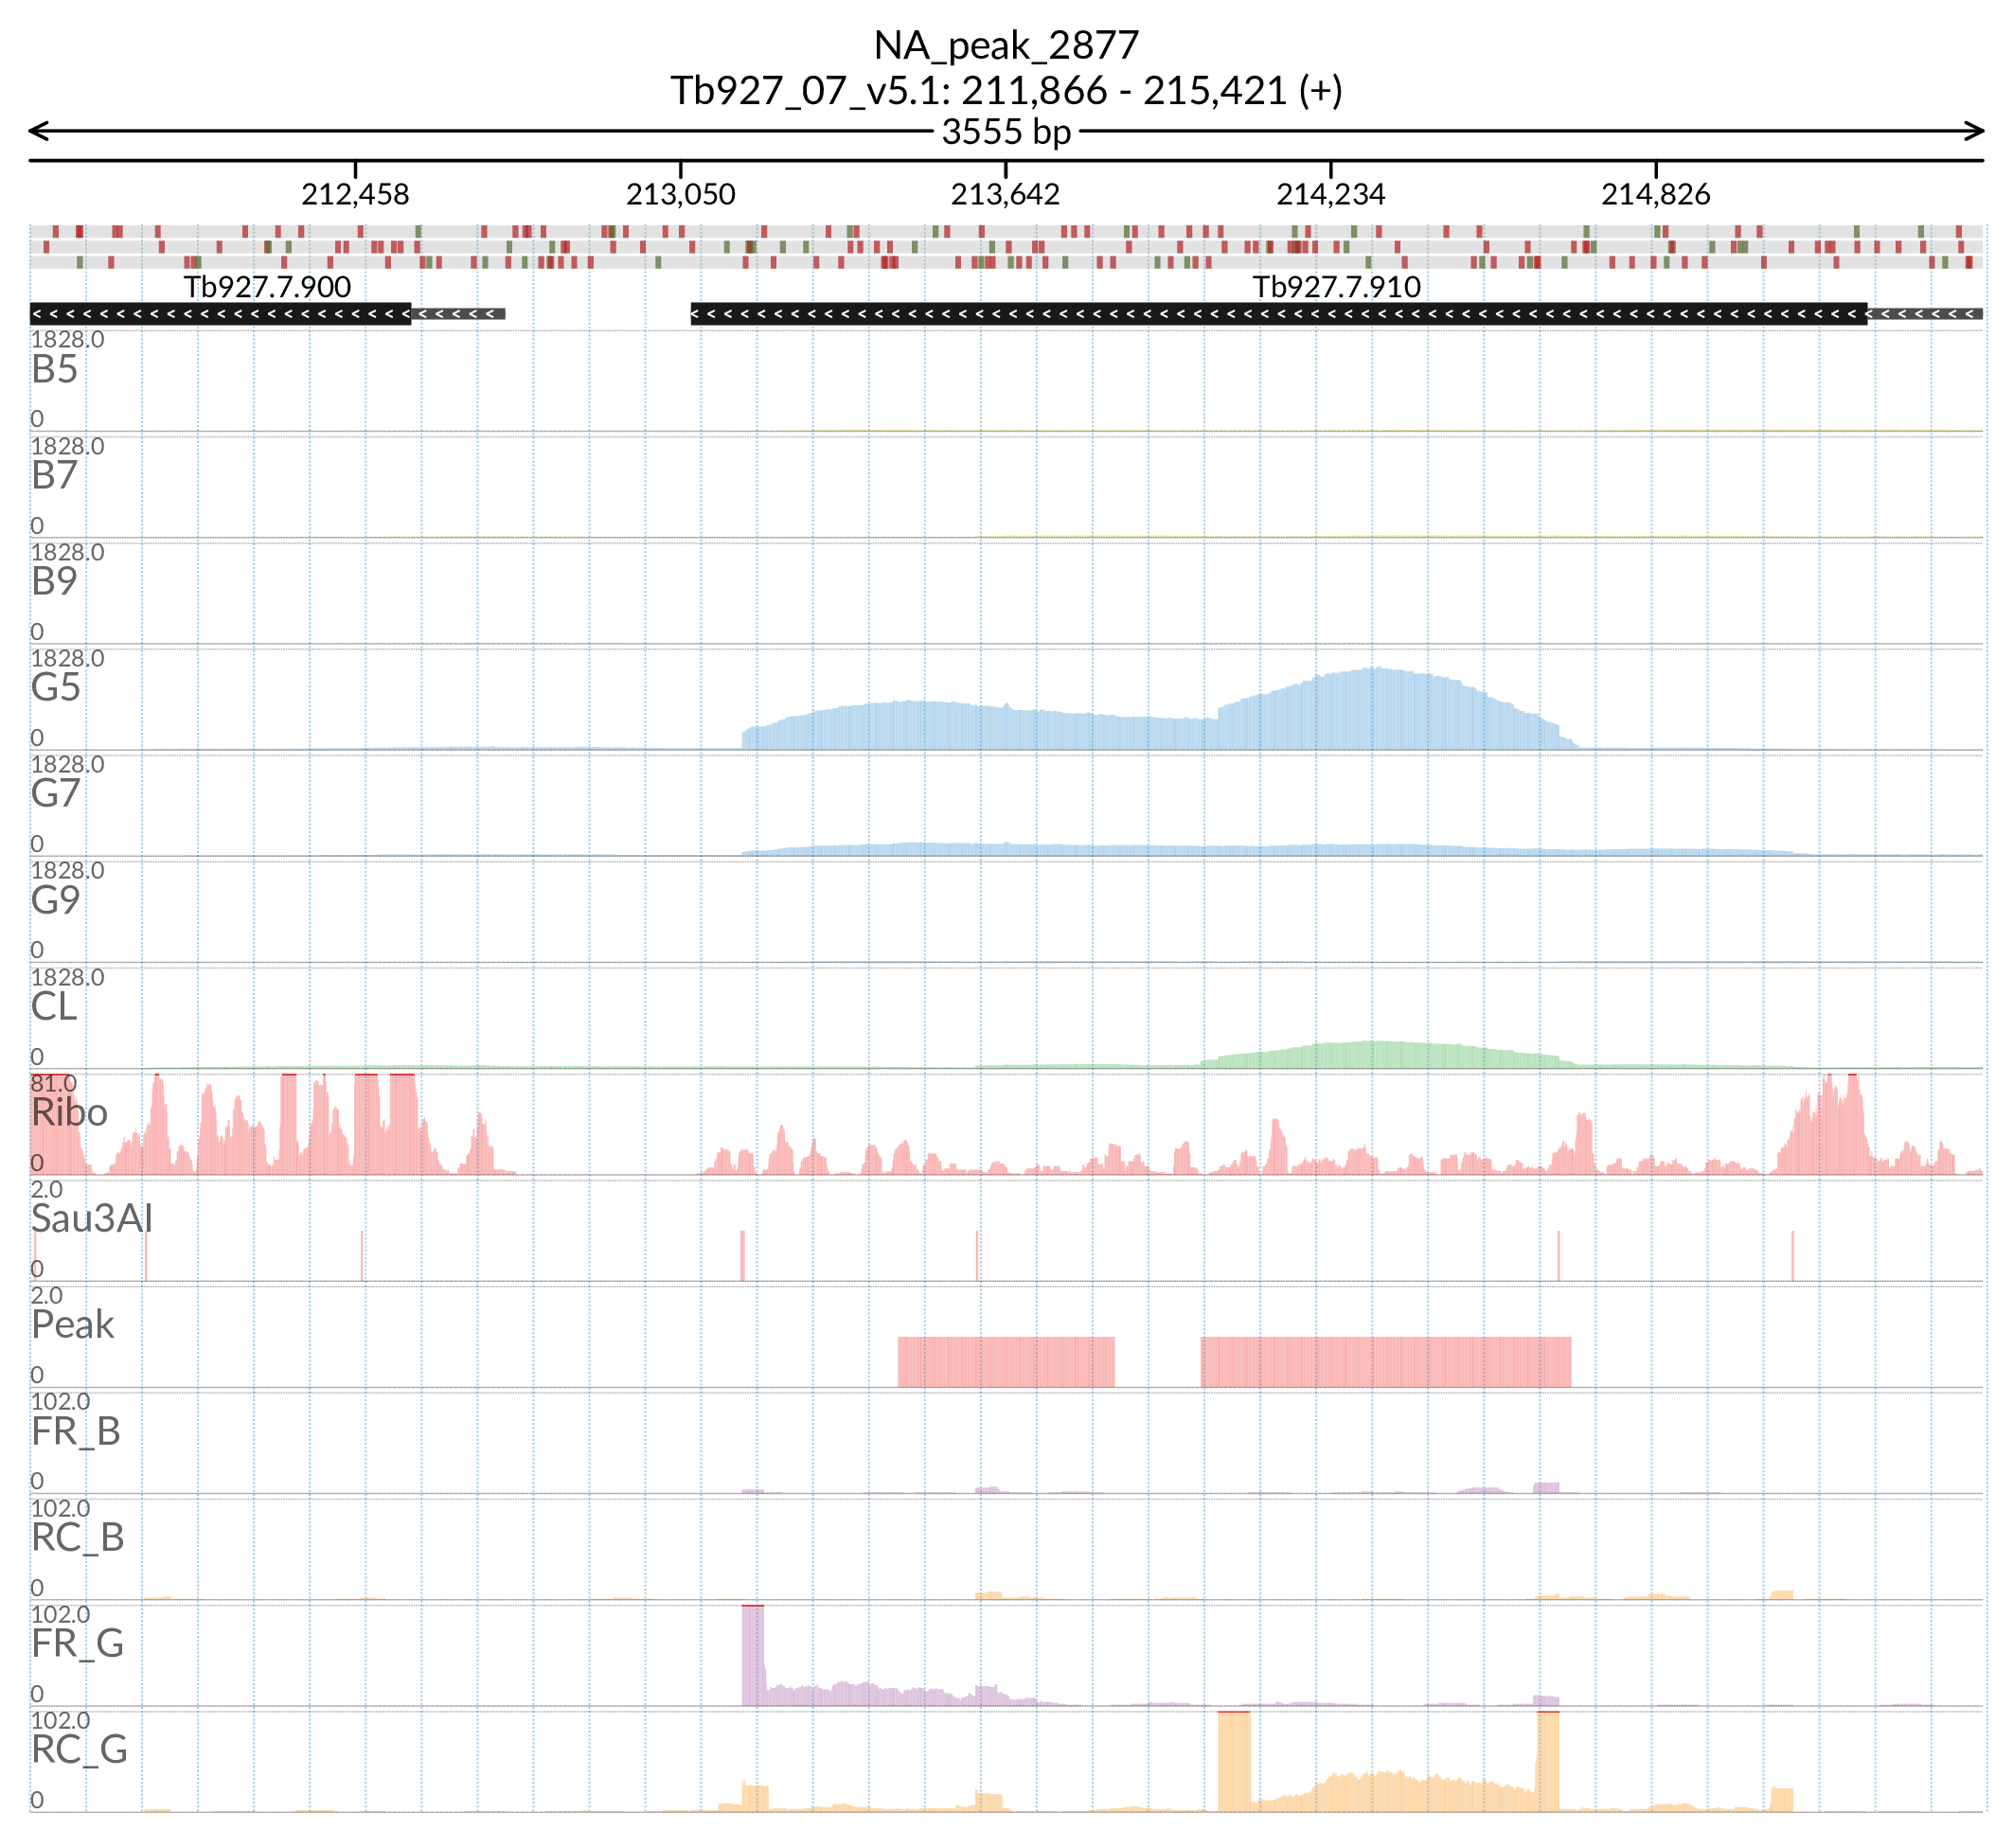 NA_peak_2877
Tb927_07_v5.1: 211,866 - 215,421 (+)
3555 bp
212,458 213,050 213,642 214,234 214,826
Tb927.7.900 Tb927.7.910
1828.0
B5
0
1828.0
B7
0
1828.0
B9
0
1828.0
G5
0
1828.0
G7
0
1828.0
G9
0
1828.0
CL
0
81.0
Ribo
0
2.0
Sau3AI
0
2.0
Peak
0
102.0
FR_B
0
102.0
RC_B
0
102.0
FR_G
0
102.0
RC_G
0